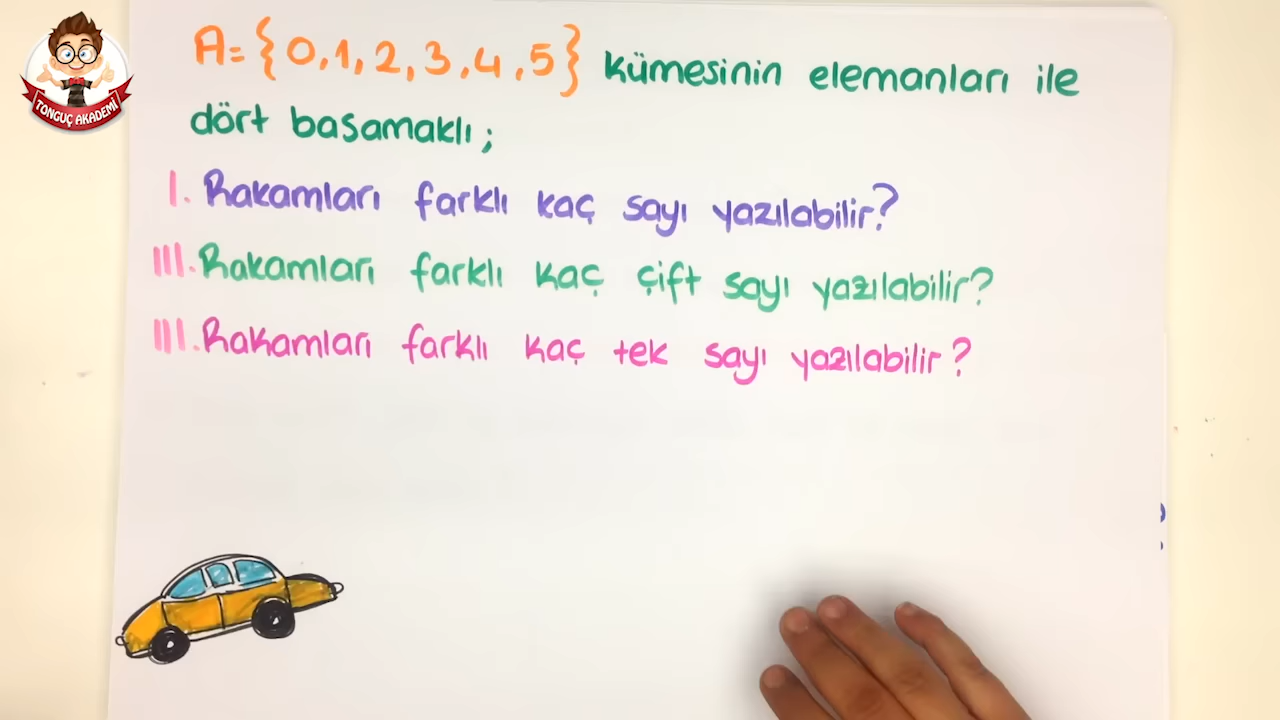 TONGUÇ AKADEMİ
A={0,1,2,3,4,5} kümesinin elemanları ile
dört basamaklı;
I. Rakamları farklı kaç sayı yazılabilir?
III. Rakamları farklı kaç çift sayı yazılabilir?
III. Rakamları farklı kaç tek sayı yazılabilir?